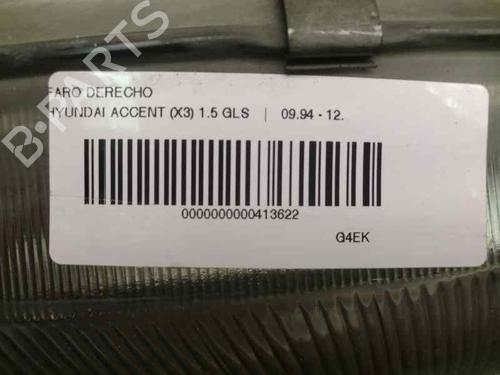 FARO DERECHO
HYUNDAI ACCENT (X3) 1.5 GLS | 09.94 - 12.
0000000000413622
G4EK
B-PARTS